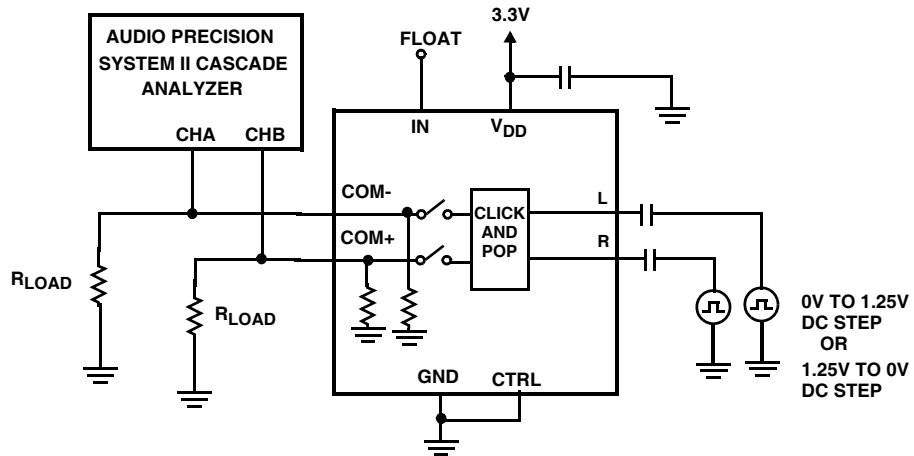 AUDIO PRECISION
SYSTEM II CASCADE
ANALYZER
CHA CHB
FLOAT
3.3V
IN
VDD
COM-
COM+
CLICK
AND
POP
L
R
RLOAD
RLOAD
0V TO 1.25V
DC STEP
OR
1.25V TO 0V
DC STEP
GND
CTRL